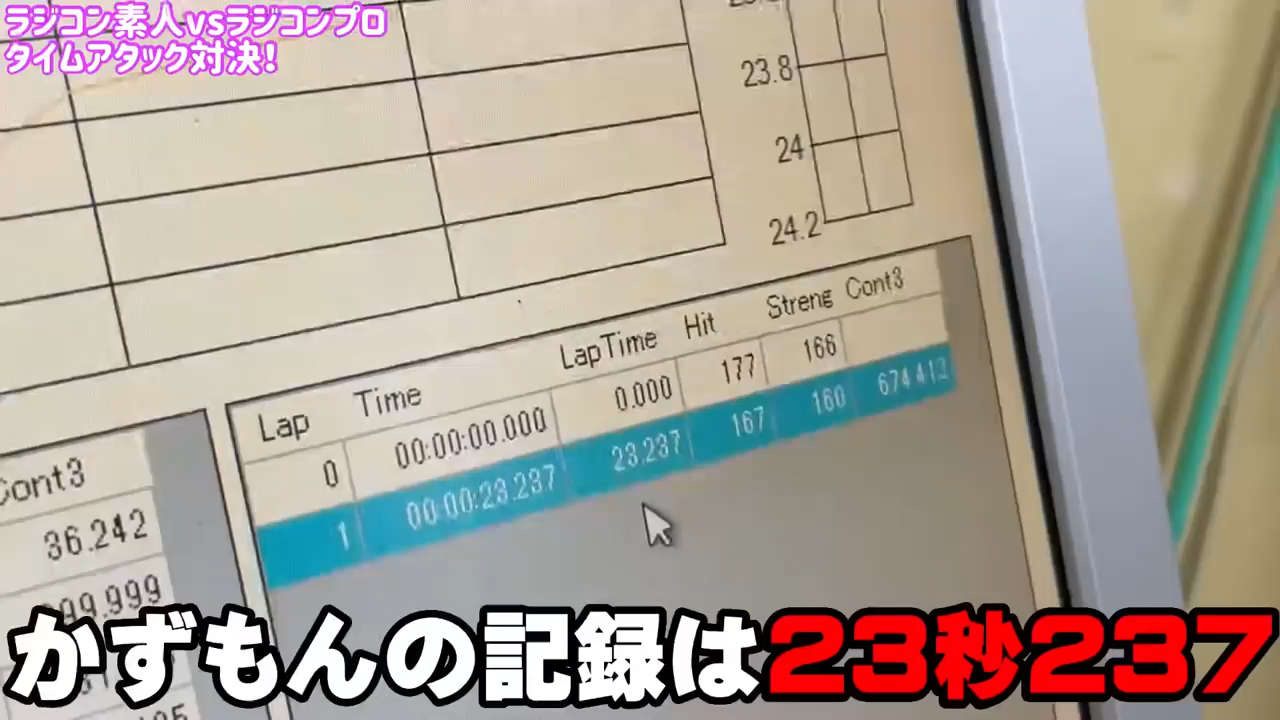 ラジコン素人vsラジコンプロ
タイムアタック対決!
23.8
24
24.2
Lap Time LapTime Hit Streng Cont3
0 00:00:00.000 0.000 177 166
1 00:00:23.237 23.237 167 160 674412
Cont3
36.242
99.999
かずもんの記録は23秒237